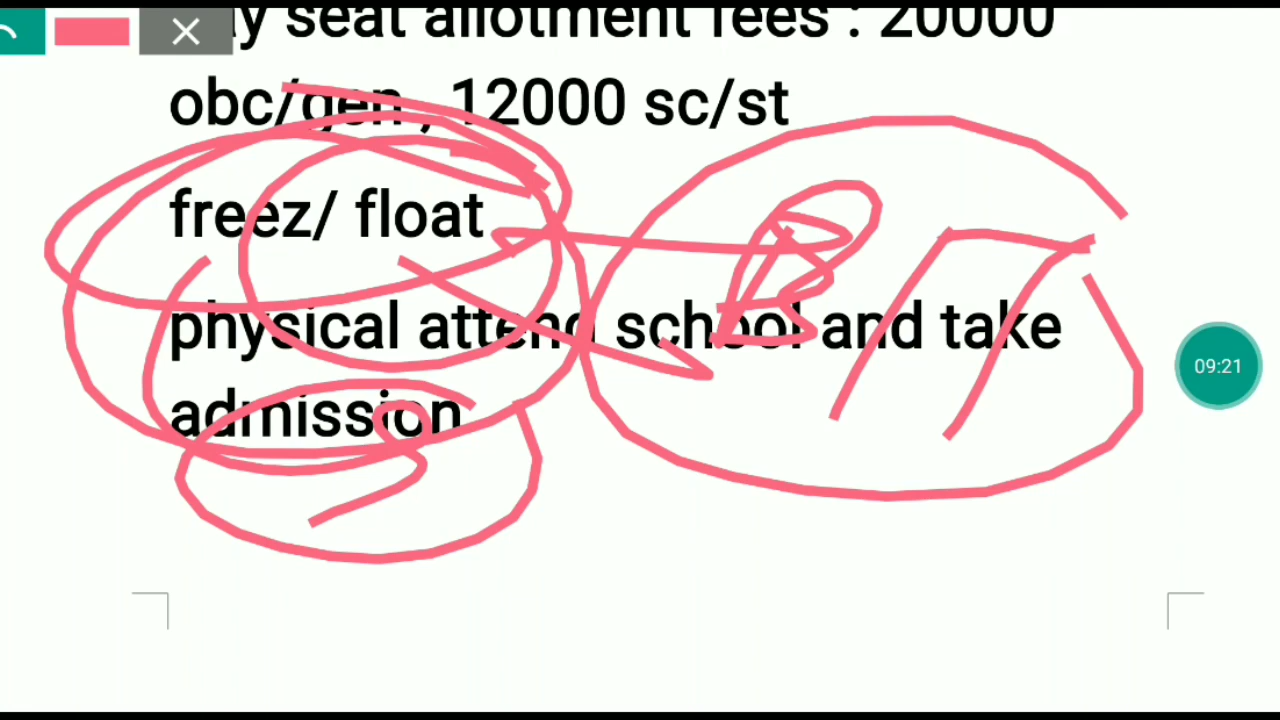 y seat allotment fees : 20000
obc/gen , 12000 sc/st
freez/ float
physical attend school and take
admission
09:21